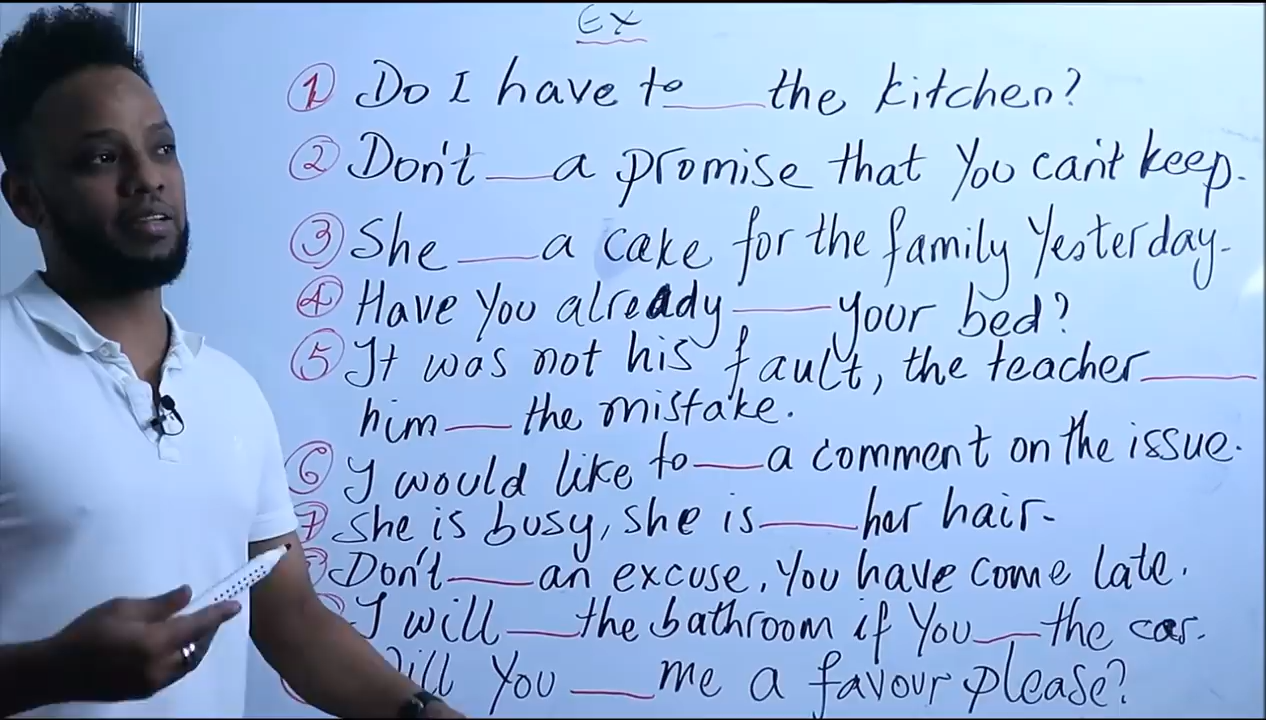 EX
① Do I have to ___ the kitchen?
② Don't ___ a promise that you can't keep.
③ She ___ a cake for the family yesterday.
④ Have you already ___ your bed?
⑤ It was not his fault, the teacher ___
him ___ the mistake.
⑥ I would like to ___ a comment on the issue.
⑦ She is busy, she is ___ her hair.
Don't ___ an excuse, you have come late.
I will ___ the bathroom if you ___ the car.
you ___ me a favour please?